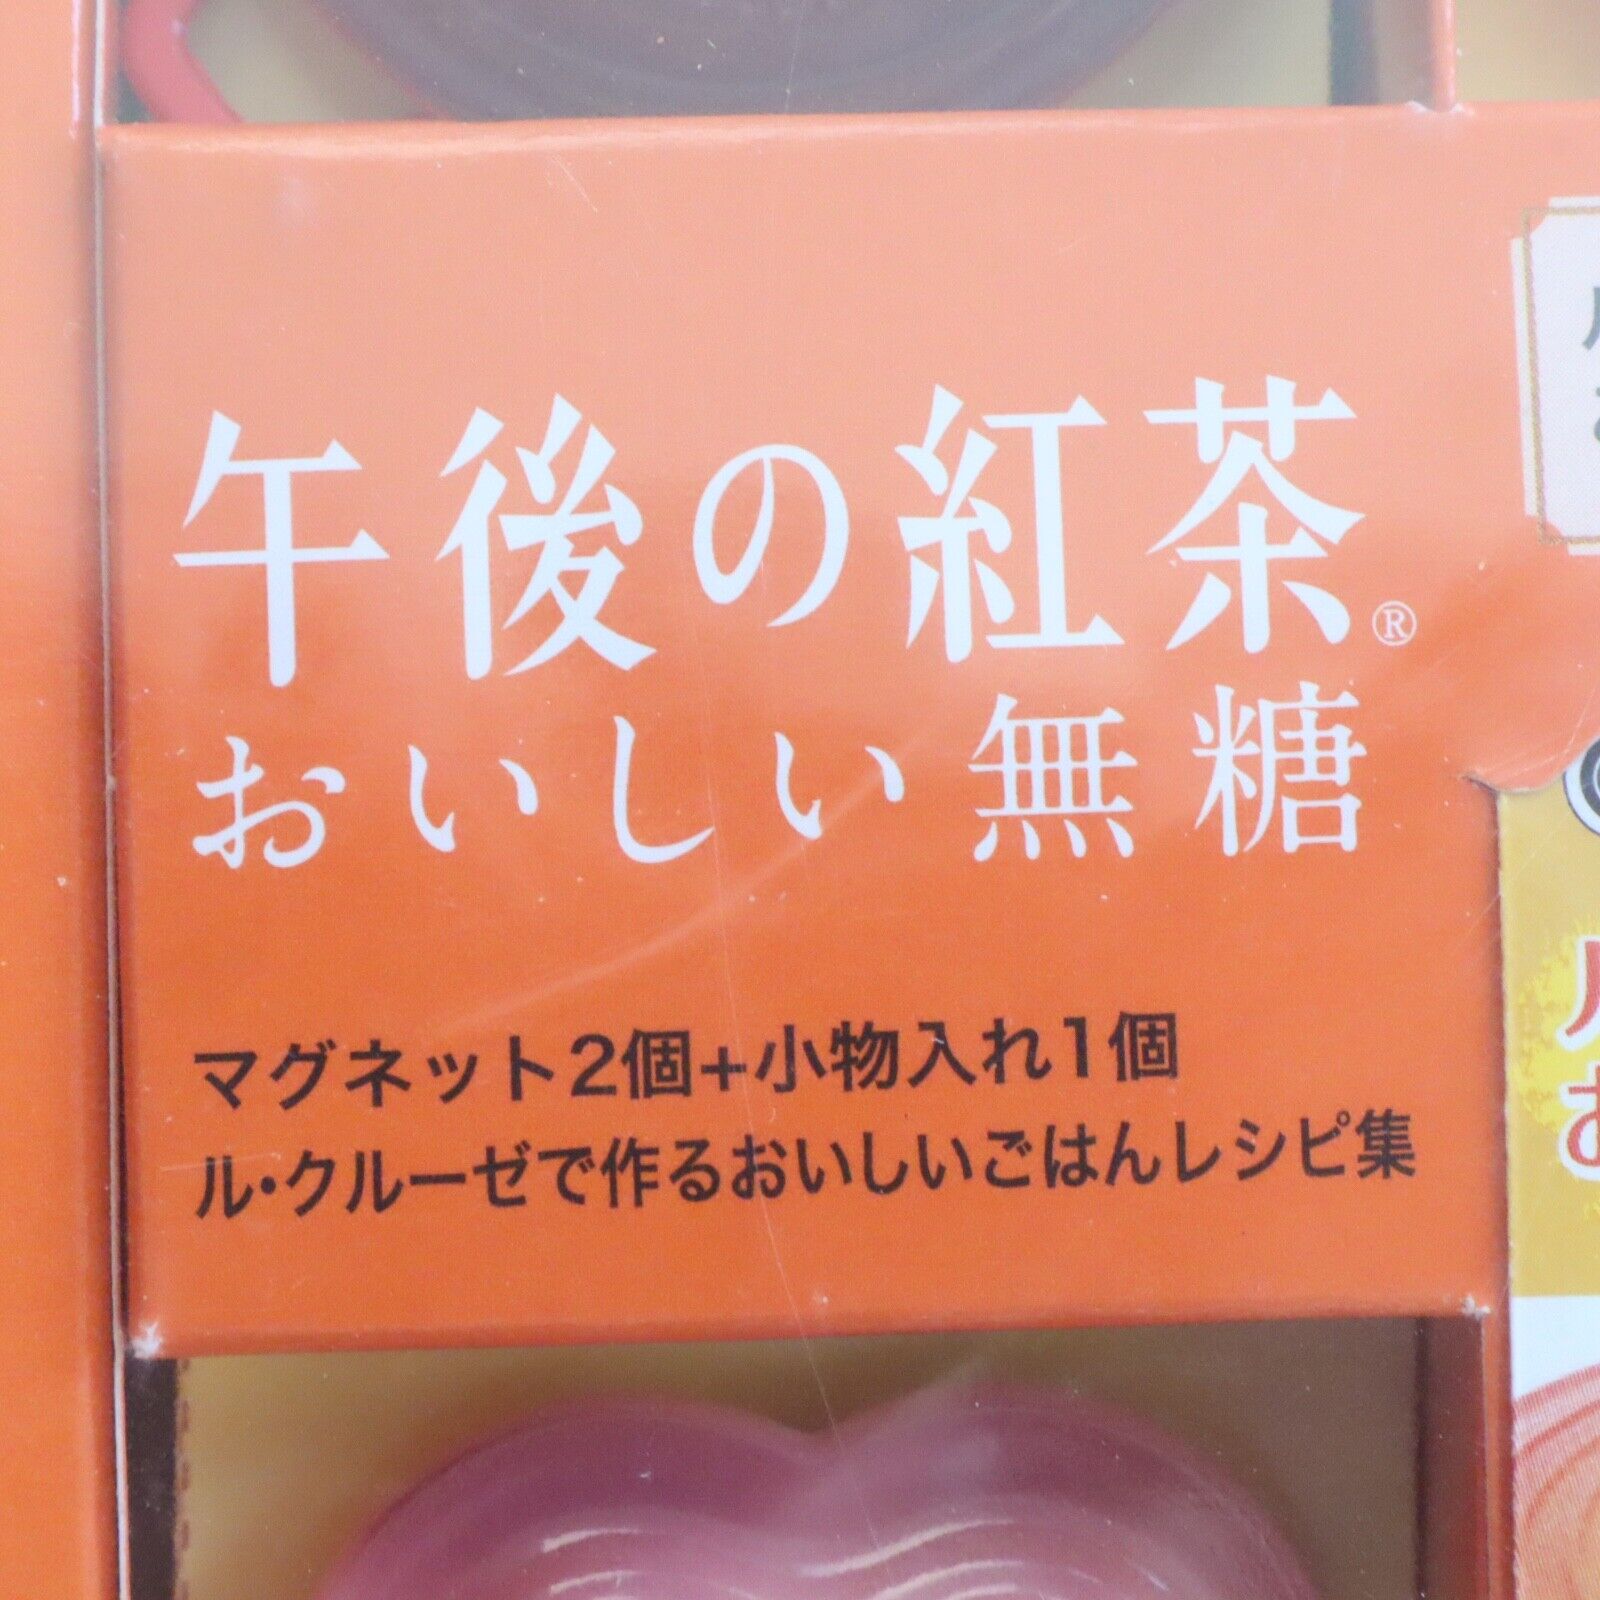 午後の紅茶®
おいしい無糖
マグネット2個+小物入れ1個
ル・クルーゼで作るおいしいごはんレシピ集